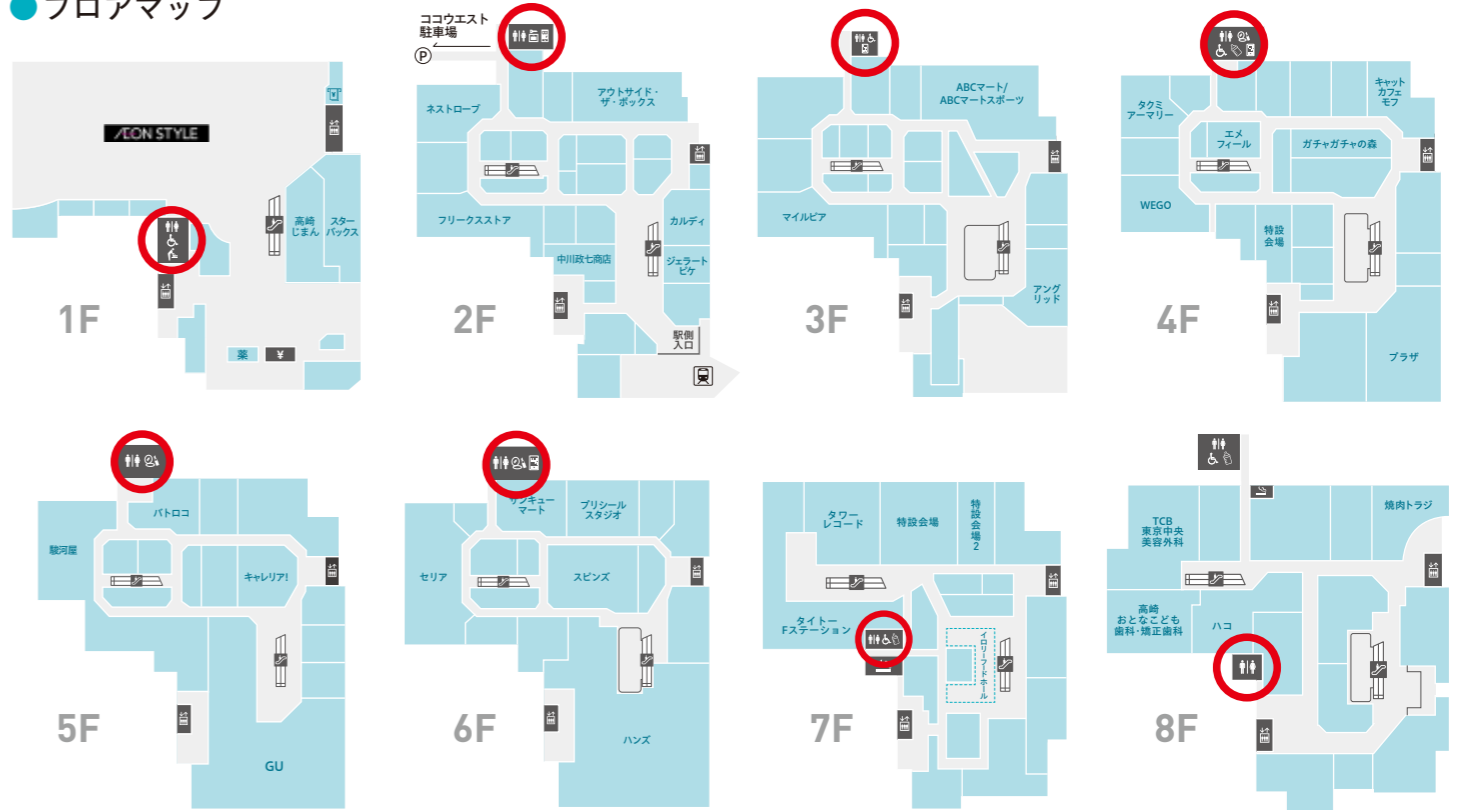 ●フロアマップ
ÆON STYLE
高崎
じまん
スター
バックス
薬
¥
1F
ココウエスト
駐車場
P
ネストローブ
アウトサイド・
ザ・ボックス
フリークスストア
カルディ
中川政七商店
ジェラート
ピケ
駅側
入口
2F
ABCマート/
ABCマートスポーツ
マイルピア
アング
リッド
3F
タクミ
アーマリー
キャット
カフェ
モフ
エメ
フィール
ガチャガチャの森
WEGO
特設
会場
プラザ
4F
パトロコ
駿河屋
キャレリア!
GU
5F
サンキュー
マート
プリシール
スタジオ
セリア
スピンズ
ハンズ
6F
タワー
レコード
特設会場
特設会場2
タイトー
Fステーション
イロリーフードホール
7F
TCB
東京中央
美容外科
焼肉トラジ
高崎
おとなこども
歯科・矯正歯科
ハコ
8F